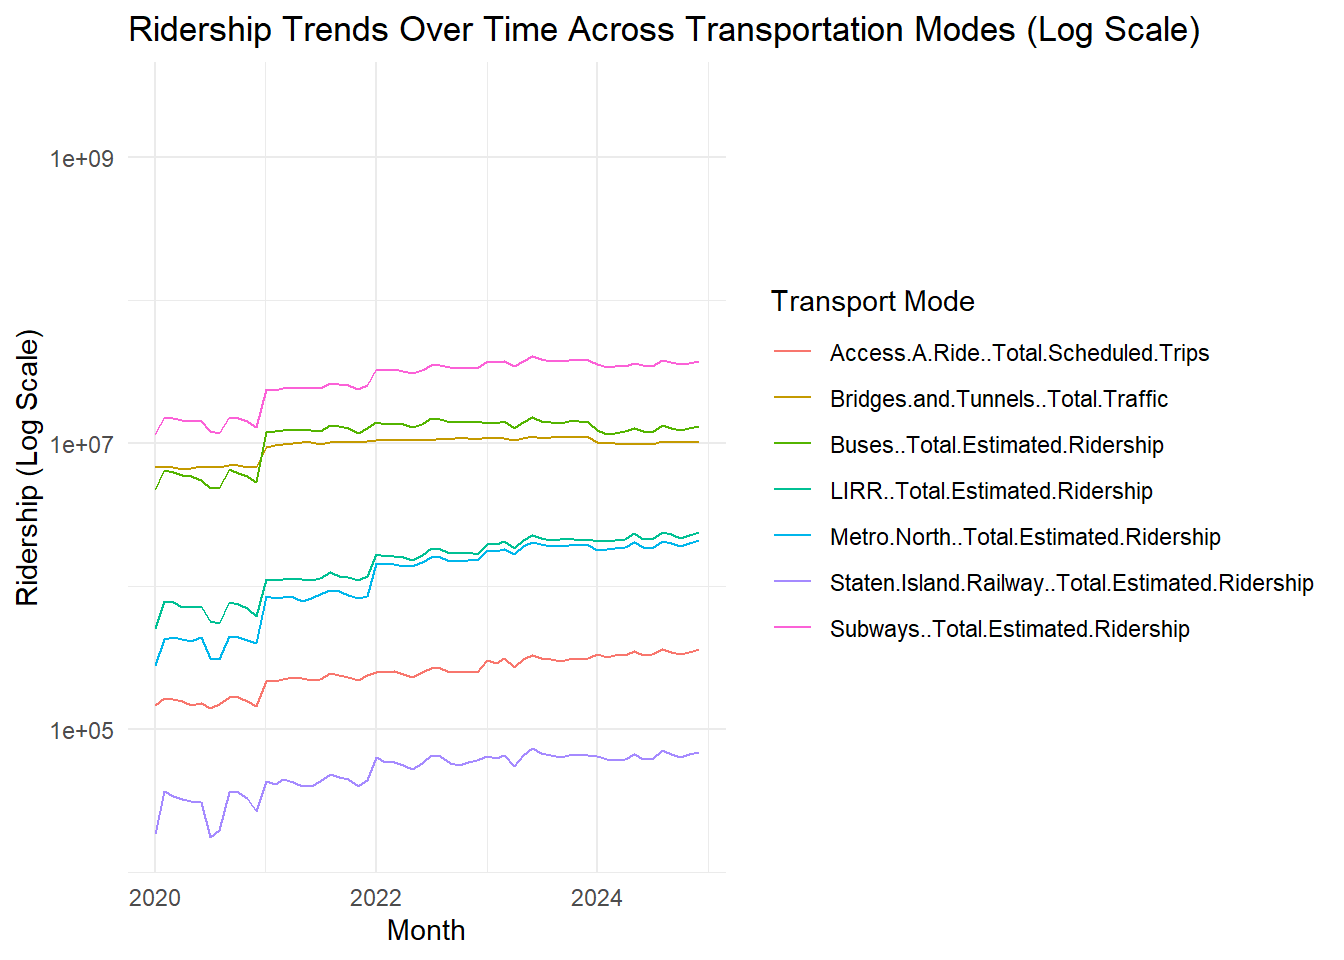 Ridership Trends Over Time Across Transportation Modes (Log Scale)
Ridership (Log Scale)
1e+09
1e+07
1e+05
2020
2022
2024
Month
Transport Mode
Access.A.Ride..Total.Scheduled.Trips
Bridges.and.Tunnels..Total.Traffic
Buses..Total.Estimated.Ridership
LIRR..Total.Estimated.Ridership
Metro.North..Total.Estimated.Ridership
Staten.Island.Railway..Total.Estimated.Ridership
Subways..Total.Estimated.Ridership